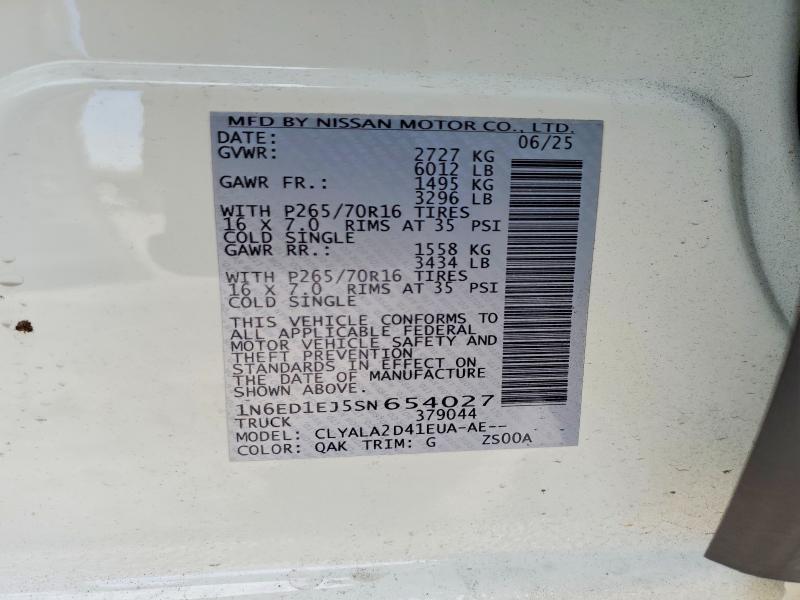 MFD BY NISSAN MOTOR CO., LTD.
DATE: 06/25
GVWR: 2727 KG
6012 LB
GAWR FR.: 1495 KG
3296 LB
WITH P265/70R16 TIRES
16 X 7.0 RIMS AT 35 PSI
COLD SINGLE
GAWR RR.: 1558 KG
3434 LB
WITH P265/70R16 TIRES
16 X 7.0 RIMS AT 35 PSI
COLD SINGLE
THIS VEHICLE CONFORMS TO
ALL APPLICABLE FEDERAL
MOTOR VEHICLE SAFETY AND
THEFT PREVENTION
STANDARDS IN EFFECT ON
THE DATE OF MANUFACTURE
SHOWN ABOVE.
1N6ED1EJ5SN654027
TRUCK 379044
MODEL: CLYALA2D41EUA-AE--
COLOR: QAK TRIM: G ZS00A